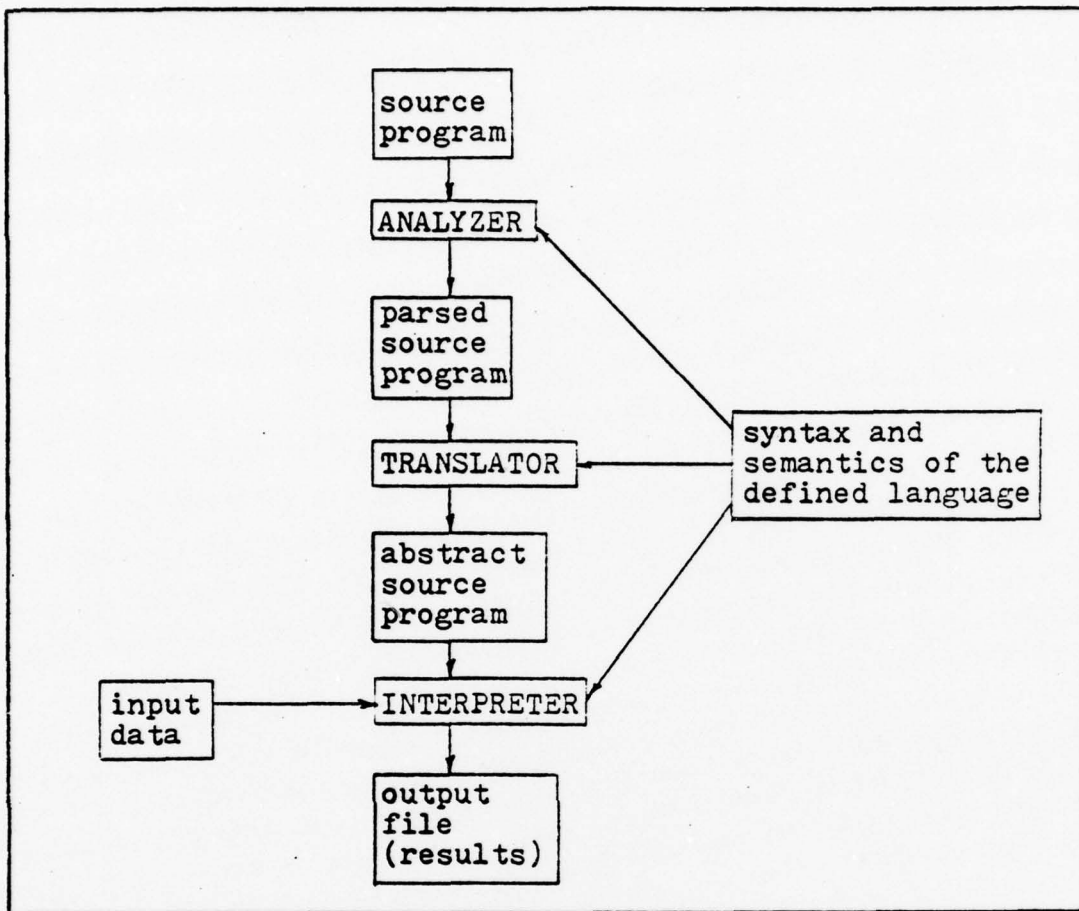 source
program
ANALYZER
parsed
source
program
TRANSLATOR
syntax and
semantics of the
defined language
abstract
source
program
input
data
INTERPRETER
output
file
(results)